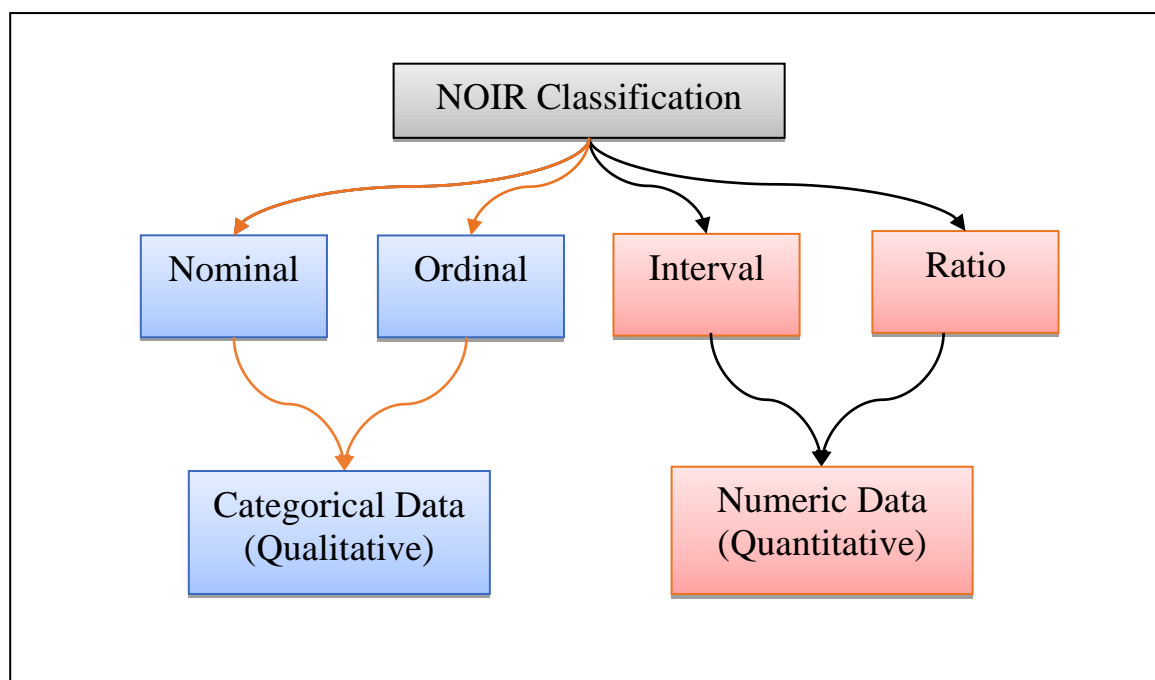 NOIR Classification
Nominal
Ordinal
Interval
Ratio
Categorical Data
(Qualitative)
Numeric Data
(Quantitative)